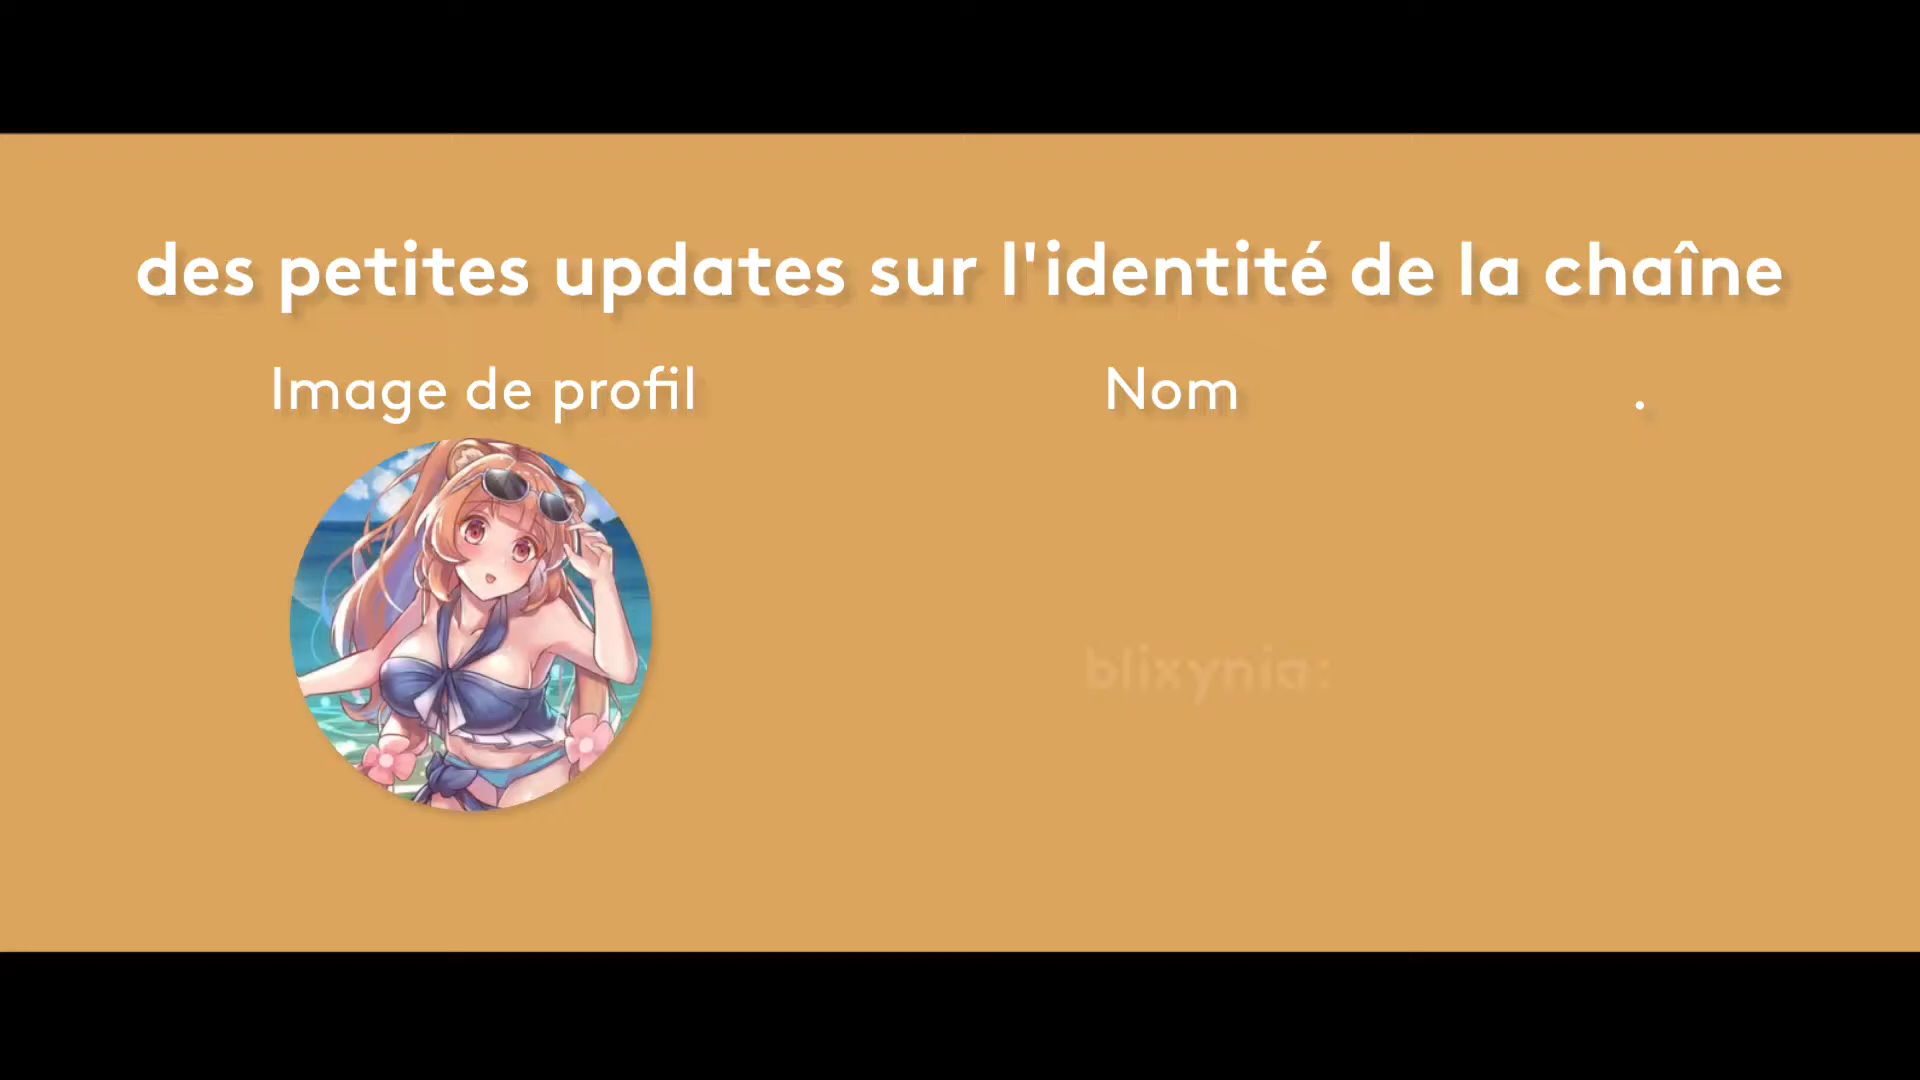 des petites updates sur l'identité de la chaîne
Image de profil
Nom
.
blixynia: